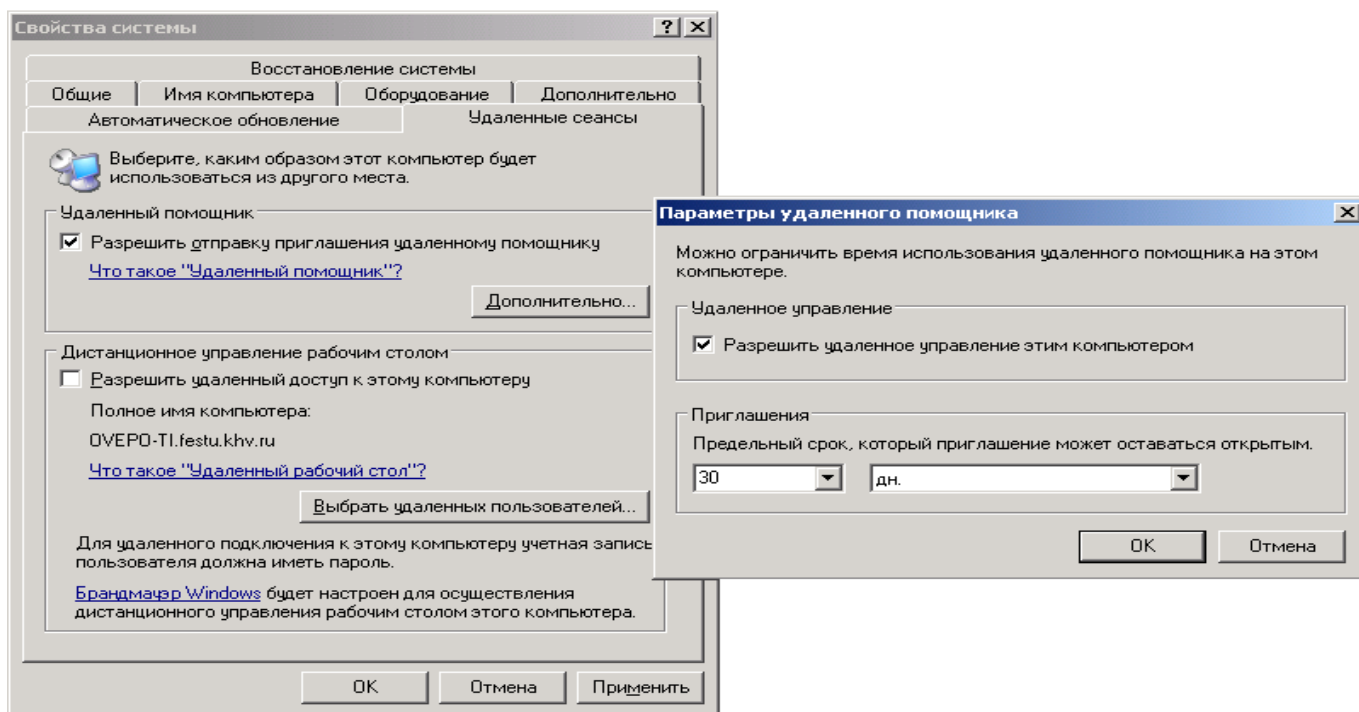 Свойства системы
Восстановление системы
Общие
Имя компьютера
Оборудование
Дополнительно
Автоматическое обновление
Удаленные сеансы
Выберите, каким образом этот компьютер будет
использоваться из другого места.
Удаленный помощник
Разрешить отправку приглашения удаленному помощнику
Что такое "Удаленный помощник"?
Дополнительно...
Дистанционное управление рабочим столом
Разрешить удаленный доступ к этому компьютеру
Полное имя компьютера:
OVEPO-TI.festu.khv.ru
Что такое "Удаленный рабочий стол"?
Выбрать удаленных пользователей...
Для удаленного подключения к этому компьютеру учетная запись
пользователя должна иметь пароль.
Брандмауэр Windows будет настроен для осуществления
дистанционного управления рабочим столом этого компьютера.
OK
Отмена
Применить
Параметры удаленного помощника
Можно ограничить время использования удаленного помощника на этом
компьютере.
Удаленное управление
Разрешить удаленное управление этим компьютером
Приглашения
Предельный срок, который приглашение может оставаться открытым.
30
дн.
OK
Отмена